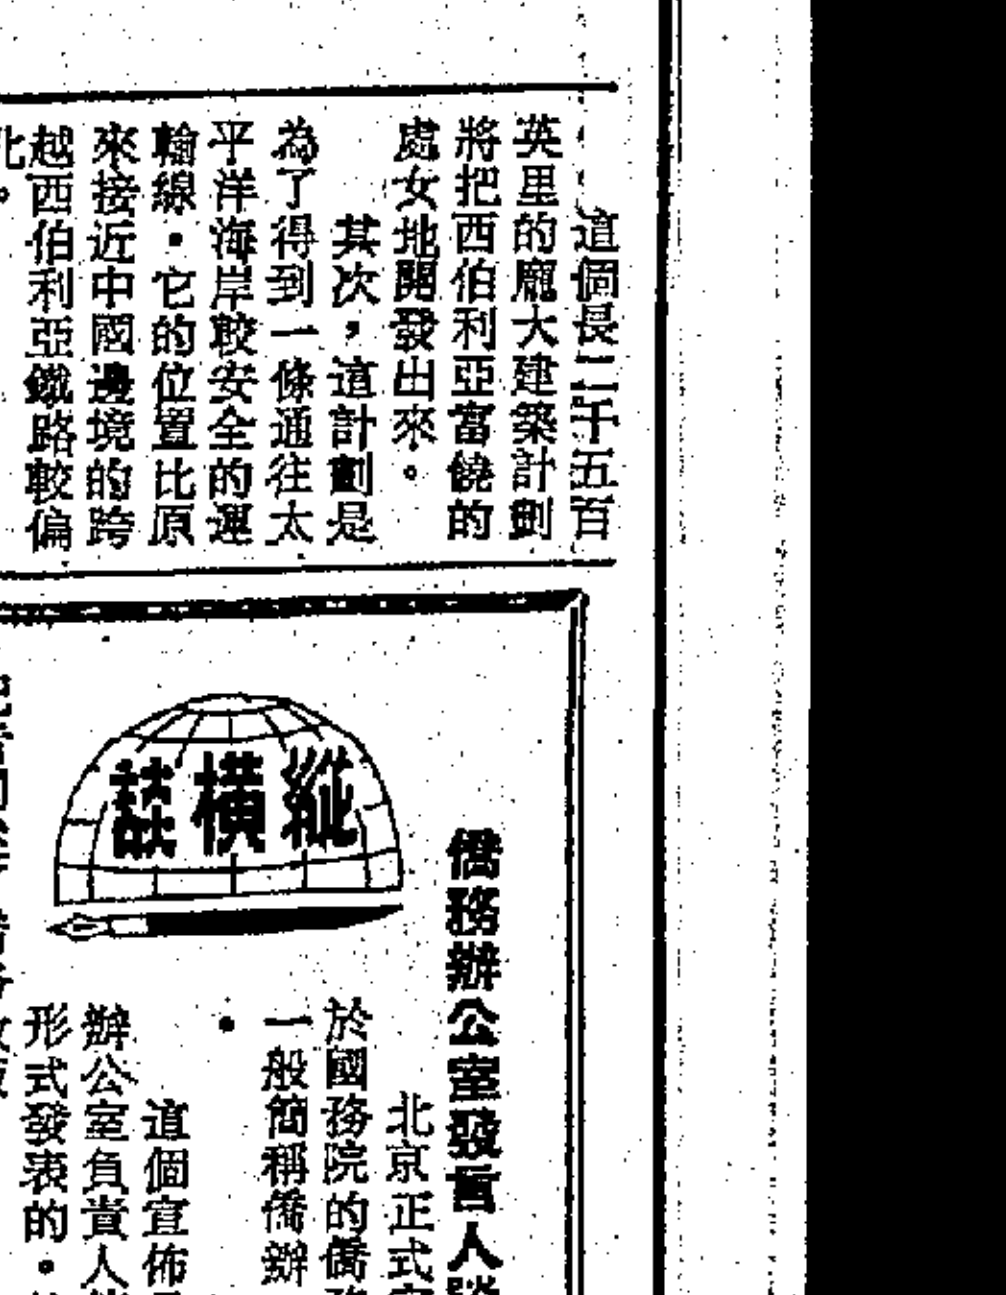 這個長二千五百
英里的龐大建築計劃
將把西伯利亞富饒的
處女地開發出來。
其次，這計劃是
為了得到一條通往太
平洋海岸較安全的運
輸線．它的位置比原
來接近中國邊境的跨
越西伯利亞鐵路較偏
北。
縱橫談
僑務辦公室發言人談
北京正式宣
於國務院的僑務
一般簡稱僑辦
．
這個宣佈
辦公室負責人
形式發表的．